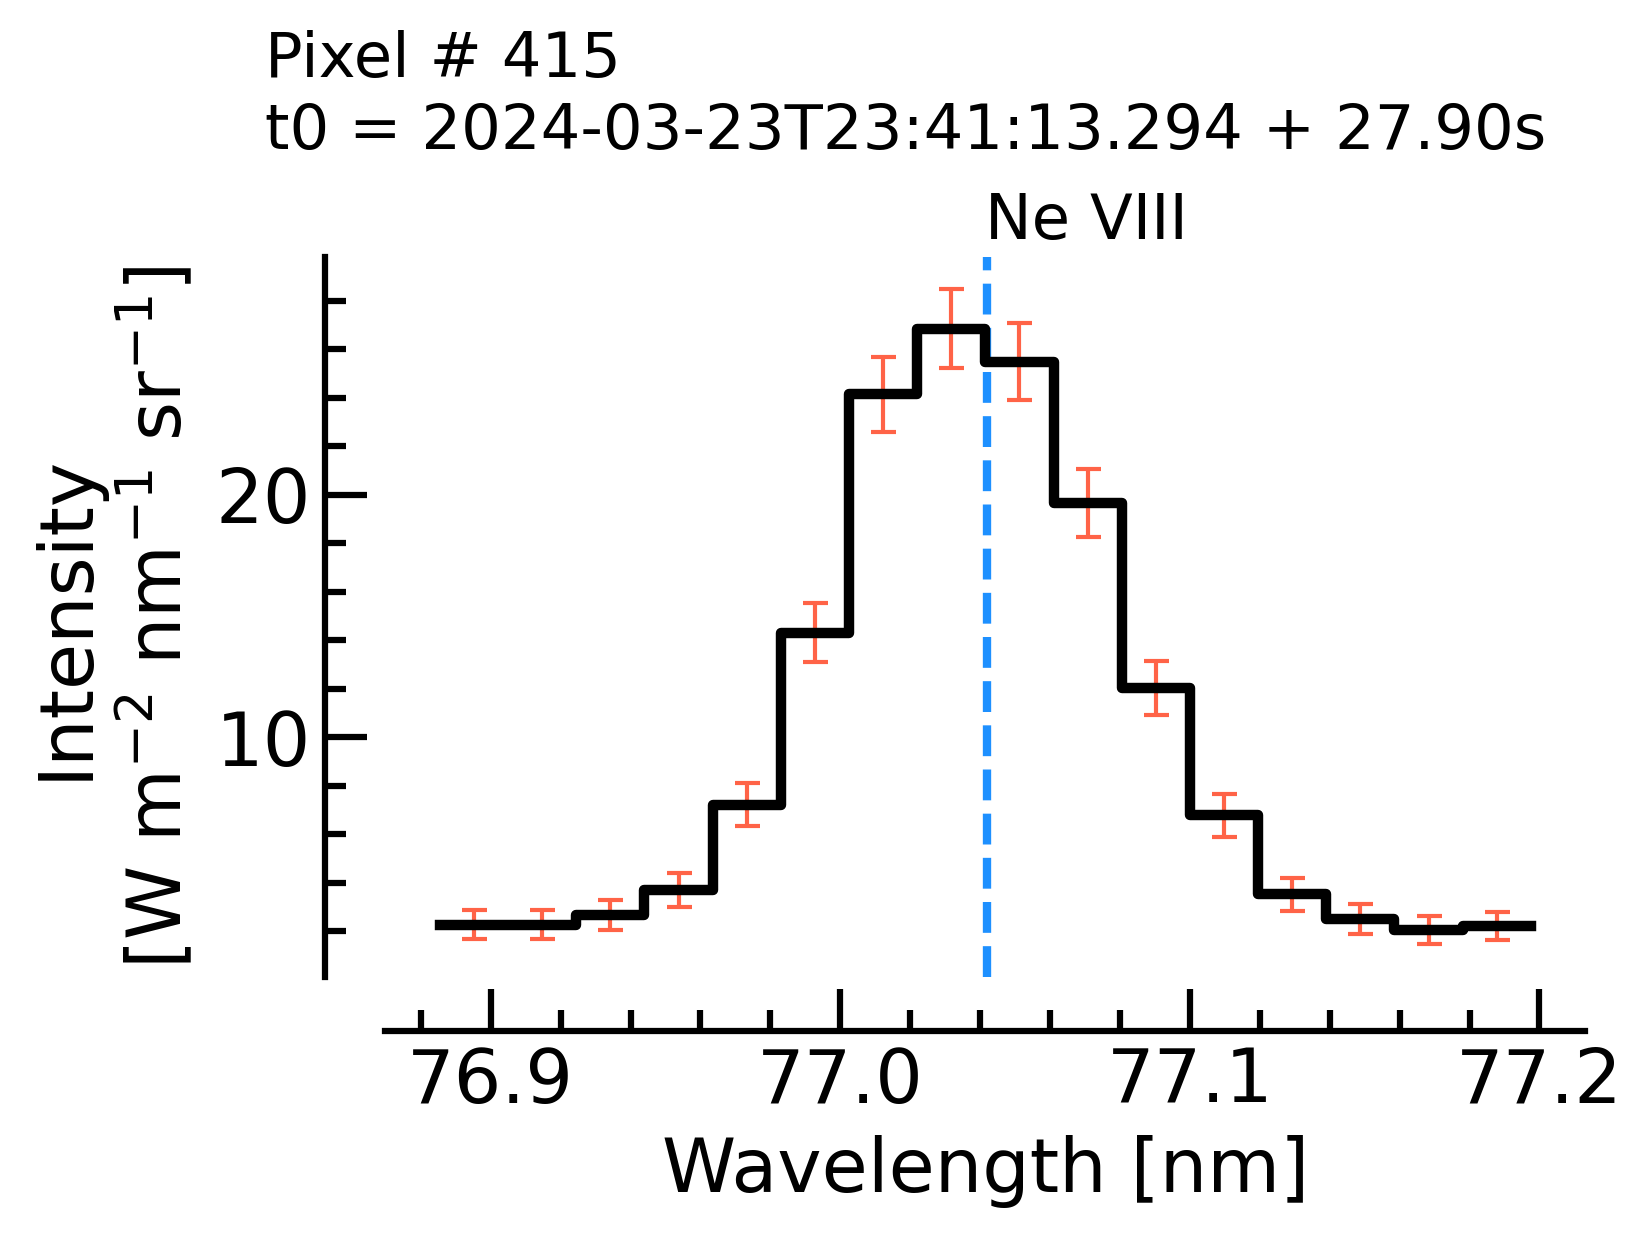 Pixel # 415
t0 = 2024-03-23T23:41:13.294 + 27.90s
Ne VIII
Intensity
[W m⁻² nm⁻¹ sr⁻¹]
20
10
76.9 77.0 77.1 77.2
Wavelength [nm]